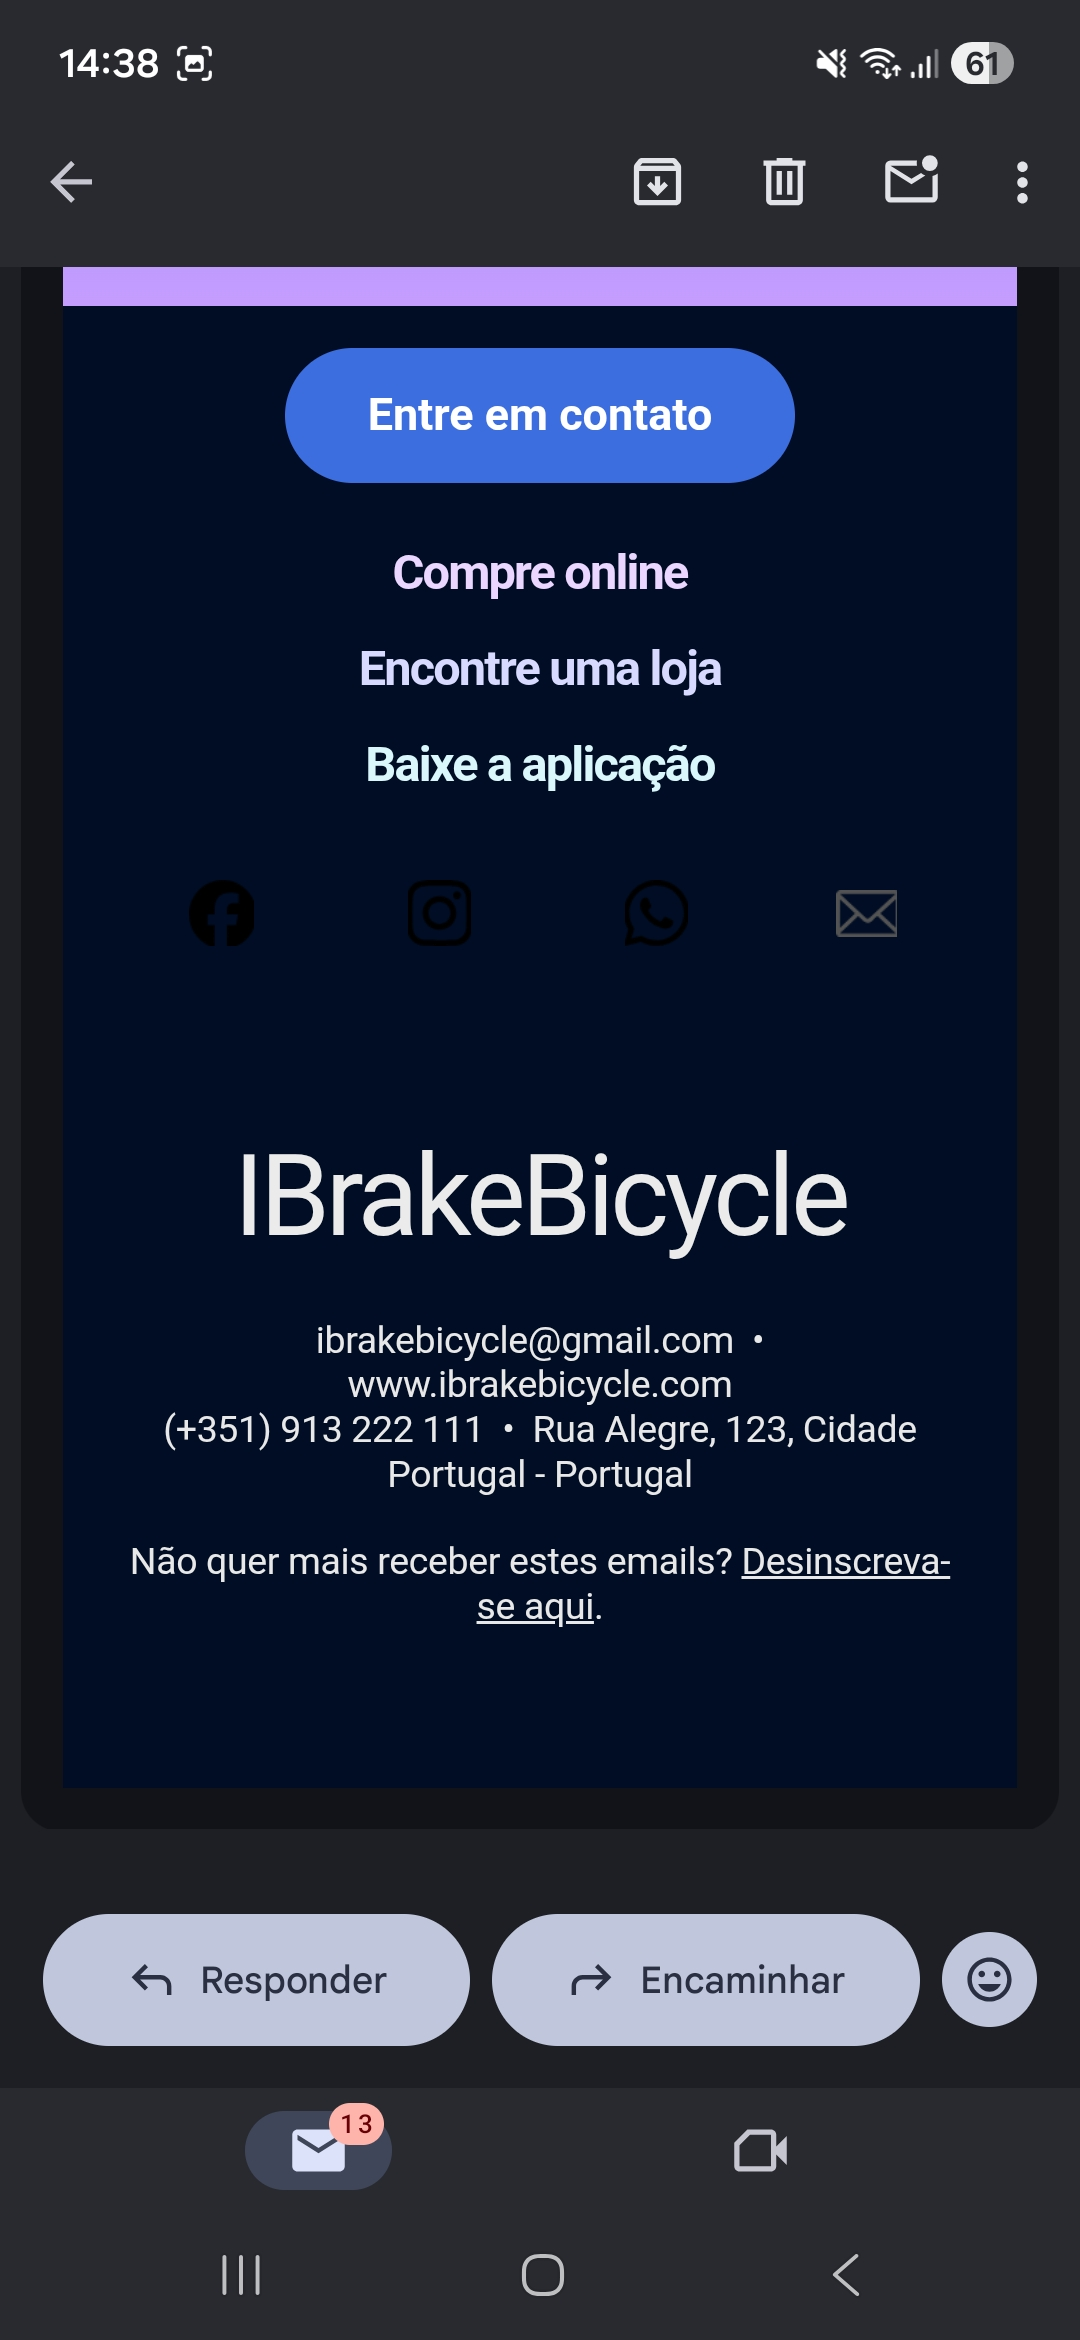 14:38
61
Entre em contato
Compre online
Encontre uma loja
Baixe a aplicação
IBrakeBicycle
ibrakebicycle@gmail.com •
www.ibrakebicycle.com
(+351) 913 222 111 • Rua Alegre, 123, Cidade
Portugal - Portugal
Não quer mais receber estes emails? Desinscreva-
se aqui.
Responder
Encaminhar
13